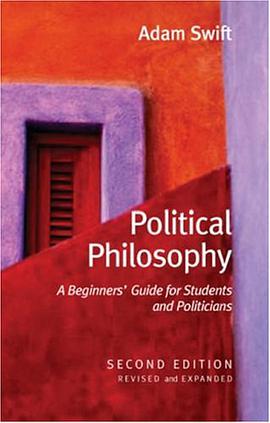 Adam Swift
Political
Philosophy
A Beginners' Guide for Students
and Politicians
SECOND EDITION
REVISED and EXPANDED